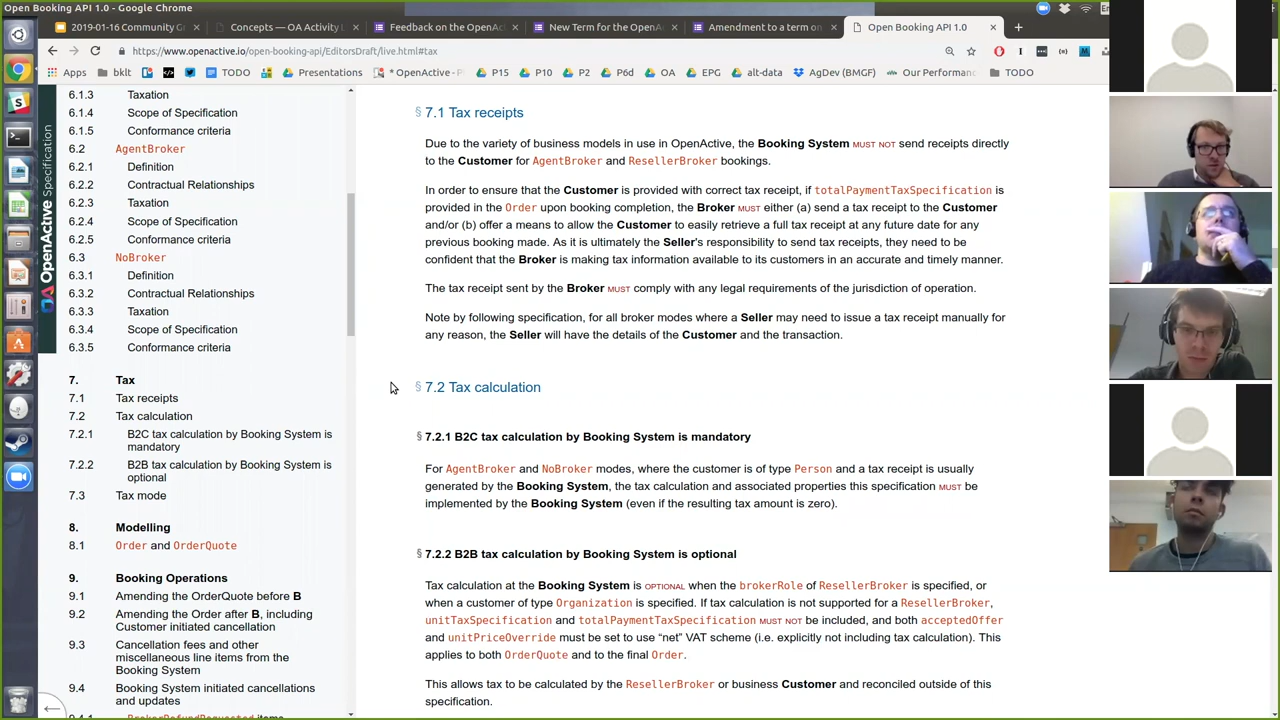 Open Booking API 1.0 - Google Chrome
2019-01-16 Community G
Concepts — OA Activity L
Feedback on the OpenActi
New Term for the OpenA
Amendment to a term on
Open Booking API 1.0
https://www.openactive.io/open-booking-api/EditorsDraft/live.html#tax
Apps
bklt
TODO
Presentations
* OpenActive - P
P15
P10
P2
P6d
OA
EPG
alt-data
AgDev (BMGF)
Our Performanc
TODO
OA OpenActive Specification
6.1.3 Taxation
6.1.4 Scope of Specification
6.1.5 Conformance criteria
6.2 AgentBroker
6.2.1 Definition
6.2.2 Contractual Relationships
6.2.3 Taxation
6.2.4 Scope of Specification
6.2.5 Conformance criteria
6.3 NoBroker
6.3.1 Definition
6.3.2 Contractual Relationships
6.3.3 Taxation
6.3.4 Scope of Specification
6.3.5 Conformance criteria
7. Tax
7.1 Tax receipts
7.2 Tax calculation
7.2.1 B2C tax calculation by Booking System is
mandatory
7.2.2 B2B tax calculation by Booking System is
optional
7.3 Tax mode
8. Modelling
8.1 Order and OrderQuote
9. Booking Operations
9.1 Amending the OrderQuote before B
9.2 Amending the Order after B, including
Customer initiated cancellation
9.3 Cancellation fees and other
miscellaneous line items from the
Booking System
9.4 Booking System initiated cancellations
and updates
9.4.1 BrokerRefundRequested items
§ 7.1 Tax receipts
Due to the variety of business models in use in OpenActive, the Booking System MUST NOT send receipts directly
to the Customer for AgentBroker and ResellerBroker bookings.
In order to ensure that the Customer is provided with correct tax receipt, if totalPaymentTaxSpecification is
provided in the Order upon booking completion, the Broker MUST either (a) send a tax receipt to the Customer
and/or (b) offer a means to allow the Customer to easily retrieve a full tax receipt at any future date for any
previous booking made. As it is ultimately the Seller's responsibility to send tax receipts, they need to be
confident that the Broker is making tax information available to its customers in an accurate and timely manner.
The tax receipt sent by the Broker MUST comply with any legal requirements of the jurisdiction of operation.
Note by following specification, for all broker modes where a Seller may need to issue a tax receipt manually for
any reason, the Seller will have the details of the Customer and the transaction.
§ 7.2 Tax calculation
§ 7.2.1 B2C tax calculation by Booking System is mandatory
For AgentBroker and NoBroker modes, where the customer is of type Person and a tax receipt is usually
generated by the Booking System, the tax calculation and associated properties this specification MUST be
implemented by the Booking System (even if the resulting tax amount is zero).
§ 7.2.2 B2B tax calculation by Booking System is optional
Tax calculation at the Booking System is OPTIONAL when the brokerRole of ResellerBroker is specified, or
when a customer of type Organization is specified. If tax calculation is not supported for a ResellerBroker,
unitTaxSpecification and totalPaymentTaxSpecification MUST NOT be included, and both acceptedOffer
and unitPriceOverride must be set to use “net” VAT scheme (i.e. explicitly not including tax calculation). This
applies to both OrderQuote and to the final Order.
This allows tax to be calculated by the ResellerBroker or business Customer and reconciled outside of this
specification.